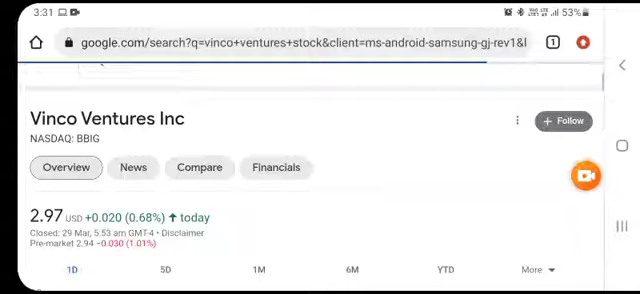 3:31 53%
google.com/search?q=vinco+ventures+stock&client=ms-android-samsung-gj-rev1&l 1
Vinco Ventures Inc
NASDAQ: BBIG
+ Follow
Overview News Compare Financials
2.97 USD +0.020 (0.68%) ↑ today
Closed: 29 Mar, 5:53 am GMT-4 • Disclaimer
Pre-market 2.94 −0.030 (1.01%)
1D 5D 1M 6M YTD More